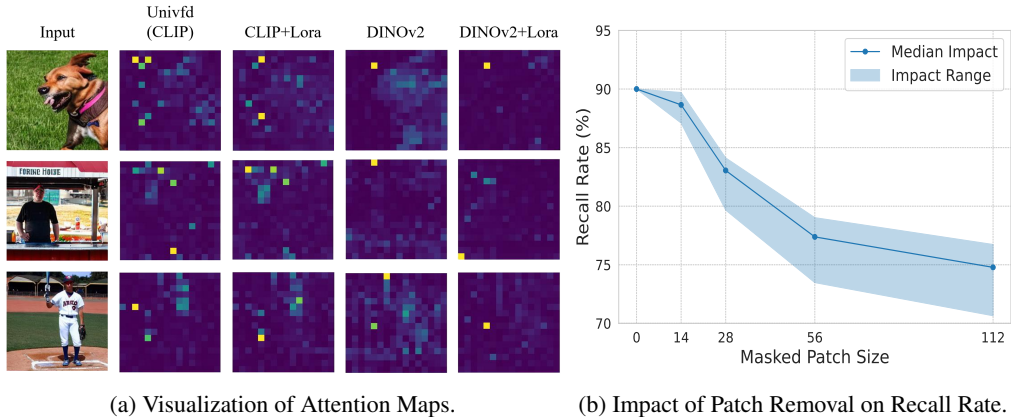 Input
Univfd
(CLIP)
CLIP+Lora
DINOv2
DINOv2+Lora
(a) Visualization of Attention Maps.
95
90
85
80
75
70
Recall Rate (%)
Median Impact
Impact Range
0
14
28
56
112
Masked Patch Size
(b) Impact of Patch Removal on Recall Rate.